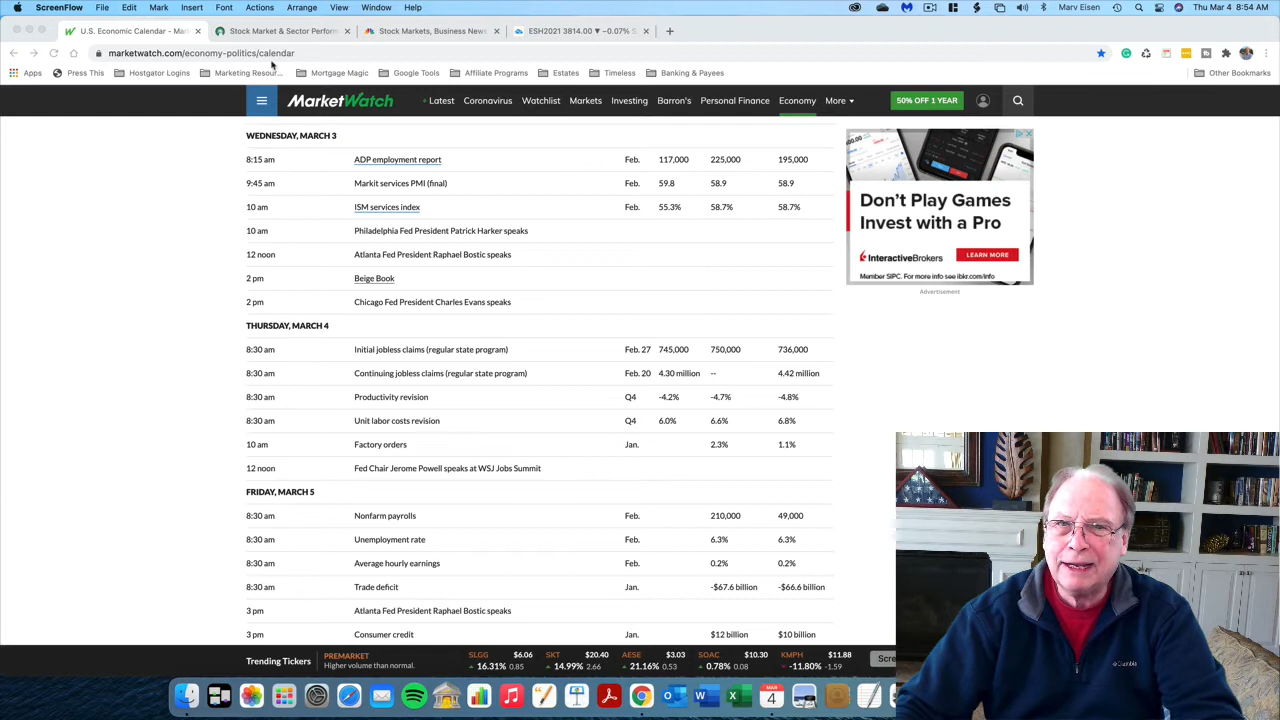 ScreenFlow File Edit Mark Insert Font Actions Arrange View Window Help Marv Eisen Thu Mar 4 8:54 AM
U.S. Economic Calendar - Mar Stock Market & Sector Perform Stock Markets, Business News ESH2021 3814.00 ▼ −0.07% S
marketwatch.com/economy-politics/calendar
Apps Press This Hostgator Logins Marketing Resour... Mortgage Magic Google Tools Affiliate Programs Estates Timeless Banking & Payees Other Bookmarks
MarketWatch + Latest Coronavirus Watchlist Markets Investing Barron's Personal Finance Economy More 50% OFF 1 YEAR
WEDNESDAY, MARCH 3
8:15 am ADP employment report Feb. 117,000 225,000 195,000
9:45 am Markit services PMI (final) Feb. 59.8 58.9 58.9
10 am ISM services index Feb. 55.3% 58.7% 58.7%
10 am Philadelphia Fed President Patrick Harker speaks
12 noon Atlanta Fed President Raphael Bostic speaks
2 pm Beige Book
2 pm Chicago Fed President Charles Evans speaks
THURSDAY, MARCH 4
8:30 am Initial jobless claims (regular state program) Feb. 27 745,000 750,000 736,000
8:30 am Continuing jobless claims (regular state program) Feb. 20 4.30 million -- 4.42 million
8:30 am Productivity revision Q4 -4.2% -4.7% -4.8%
8:30 am Unit labor costs revision Q4 6.0% 6.6% 6.8%
10 am Factory orders Jan. 2.3% 1.1%
12 noon Fed Chair Jerome Powell speaks at WSJ Jobs Summit
FRIDAY, MARCH 5
8:30 am Nonfarm payrolls Feb. 210,000 49,000
8:30 am Unemployment rate Feb. 6.3% 6.3%
8:30 am Average hourly earnings Feb. 0.2% 0.2%
8:30 am Trade deficit Jan. -$67.6 billion -$66.6 billion
3 pm Atlanta Fed President Raphael Bostic speaks
3 pm Consumer credit Jan. $12 billion $10 billion
Don't Play Games
Invest with a Pro
InteractiveBrokers LEARN MORE
Member SIPC. For more info see ibkr.com/info
Advertisement
Columbia
Trending Tickers
PREMARKET
Higher volume than normal.
SLGG $6.06
16.31% 0.85
SKT $20.40
14.99% 2.66
AESE $3.03
21.16% 0.53
SOAC $10.30
0.78% 0.08
KMPH $11.88
-11.80% -1.59
Scre
MAR
4